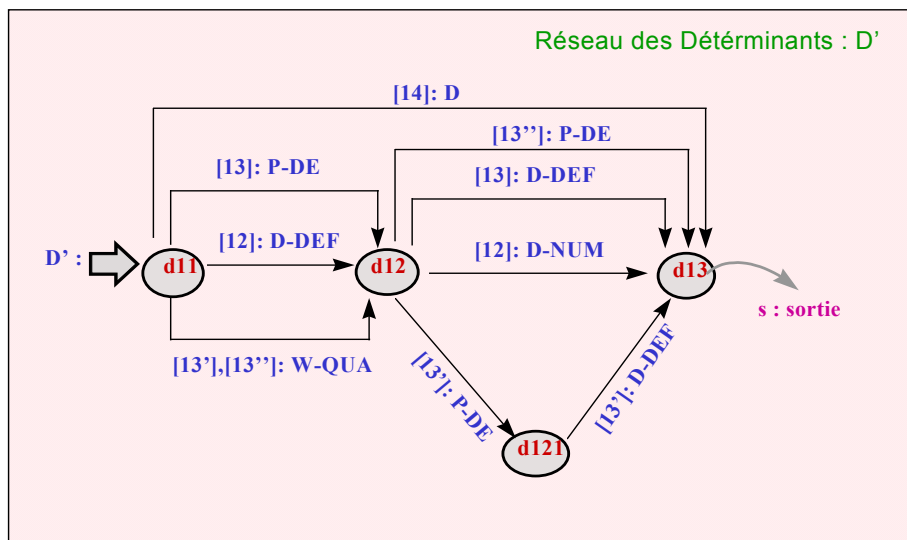 Réseau des Détérminants : D’
[14]: D
[13’’]: P-DE
[13]: P-DE
[13]: D-DEF
[12]: D-DEF
[12]: D-NUM
D’ :
d11
d12
d13
s : sortie
[13’],[13’’]: W-QUA
[13’]: P-DE
[13’]: D-DEF
d121